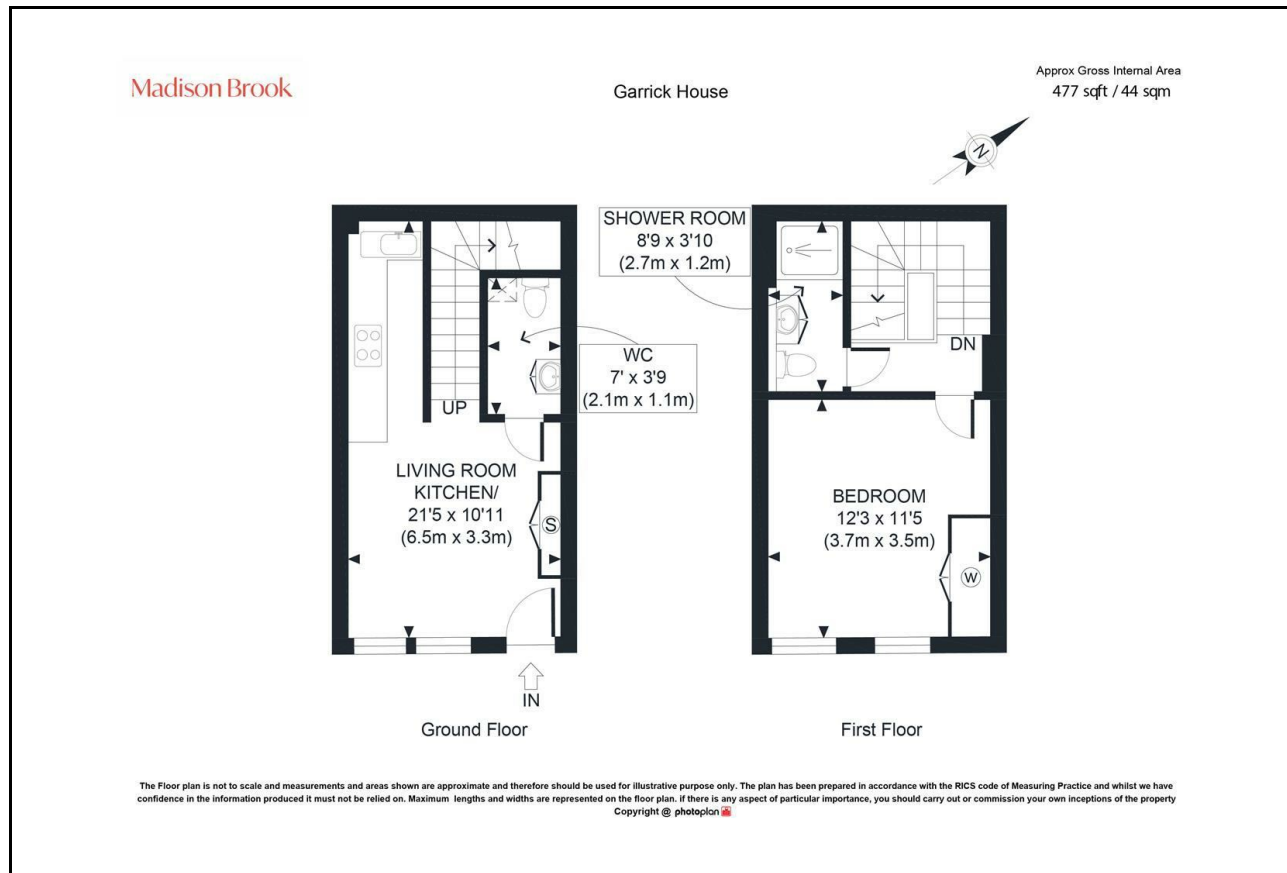 Madison Brook
Garrick House
Approx Gross Internal Area
477 sqft / 44 sqm
N
SHOWER ROOM
8'9 x 3'10
(2.7m x 1.2m)
WC
7' x 3'9
(2.1m x 1.1m)
UP
DN
LIVING ROOM
KITCHEN/
21'5 x 10'11
(6.5m x 3.3m)
S
BEDROOM
12'3 x 11'5
(3.7m x 3.5m)
W
IN
Ground Floor
First Floor
The Floor plan is not to scale and measurements and areas shown are approximate and therefore should be used for illustrative purpose only. The plan has been prepared in accordance with the RICS code of Measuring Practice and whilst we have
confidence in the information produced it must not be relied on. Maximum lengths and widths are represented on the floor plan. if there is any aspect of particular importance, you should carry out or commission your own inceptions of the property
Copyright @ photoplan